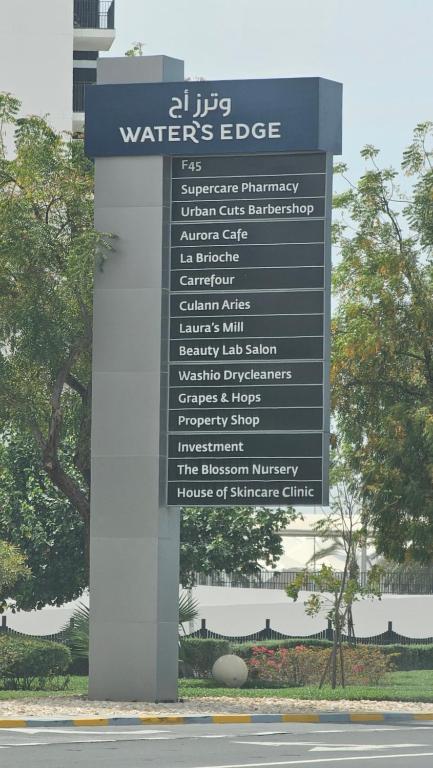 وترز أج
WATER'S EDGE
F45
Supercare Pharmacy
Urban Cuts Barbershop
Aurora Cafe
La Brioche
Carrefour
Culann Aries
Laura's Mill
Beauty Lab Salon
Washio Drycleaners
Grapes & Hops
Property Shop
Investment
The Blossom Nursery
House of Skincare Clinic